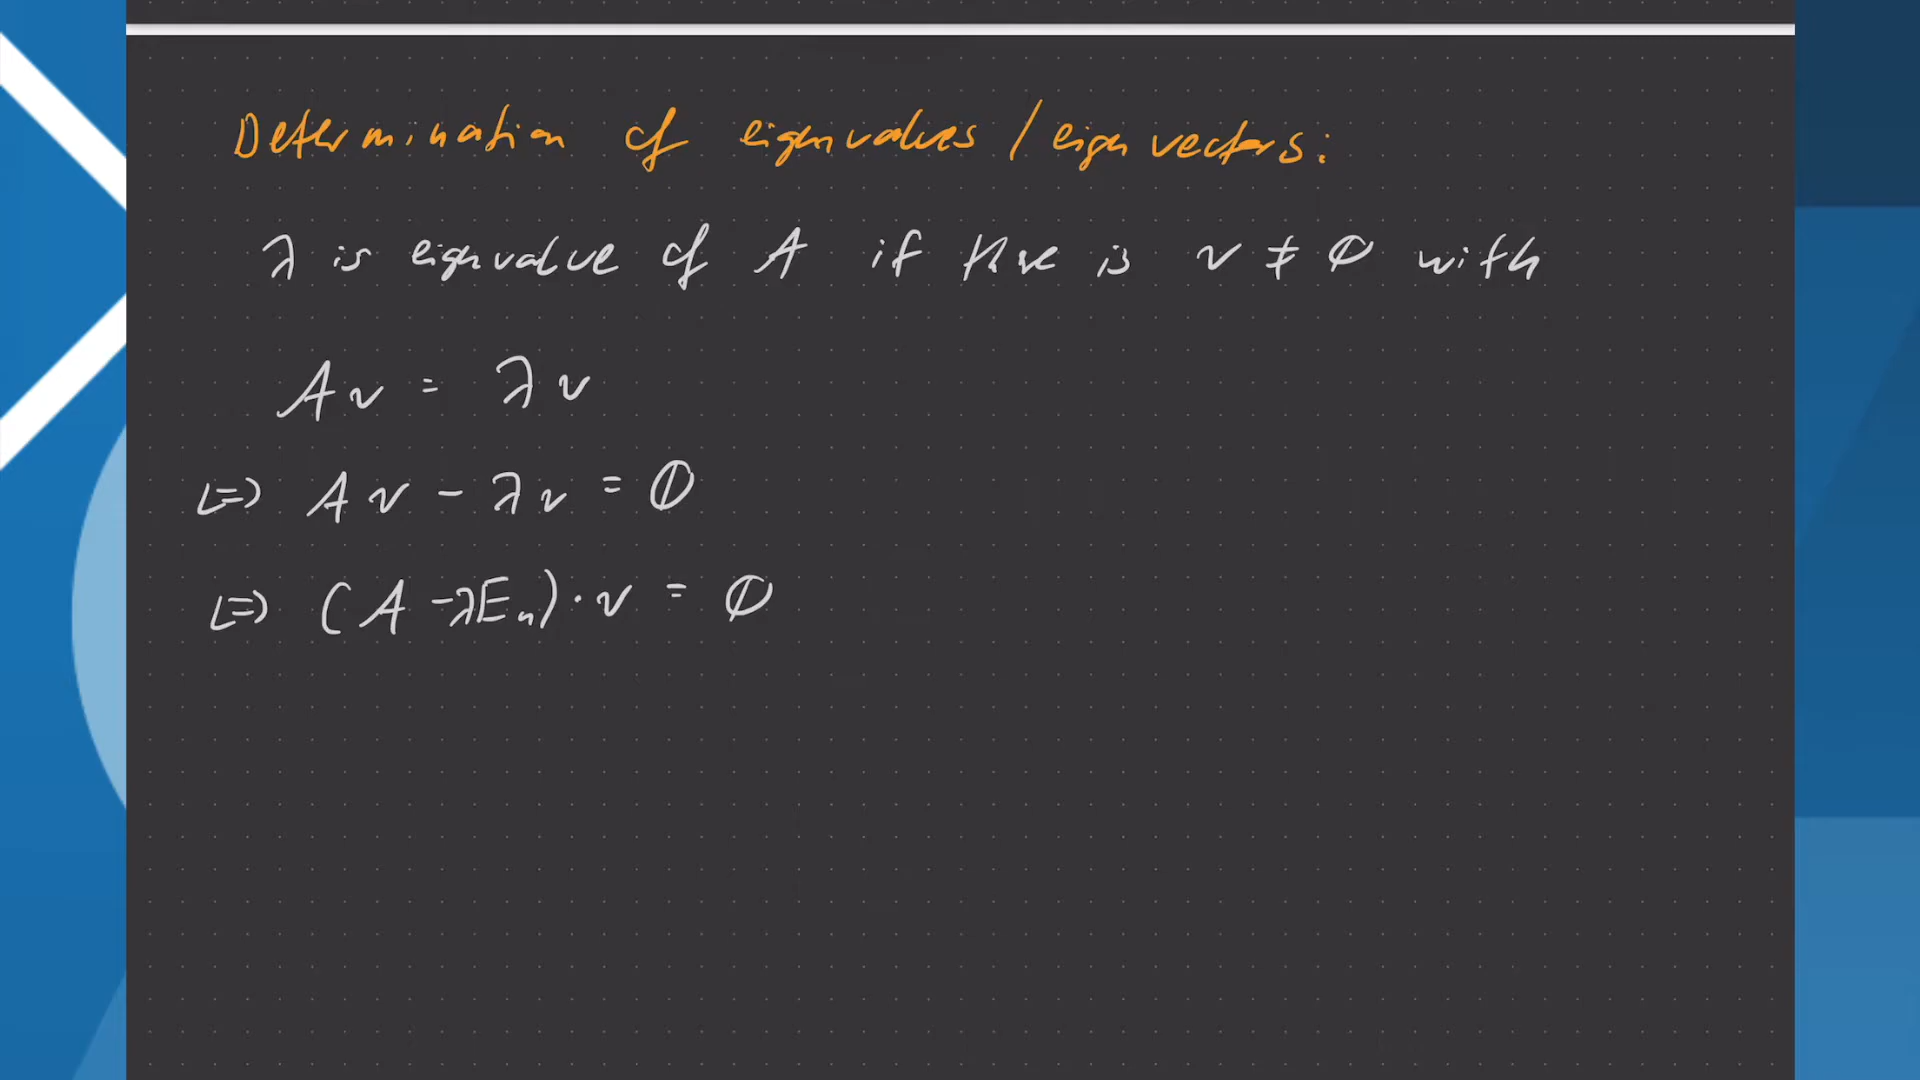 Determination of eigenvalues / eigenvectors:
λ is eigenvalue of A if there is v ≠ 0 with
Av = λv
⇔ Av - λv = 0
⇔ (A - λEn) · v = 0